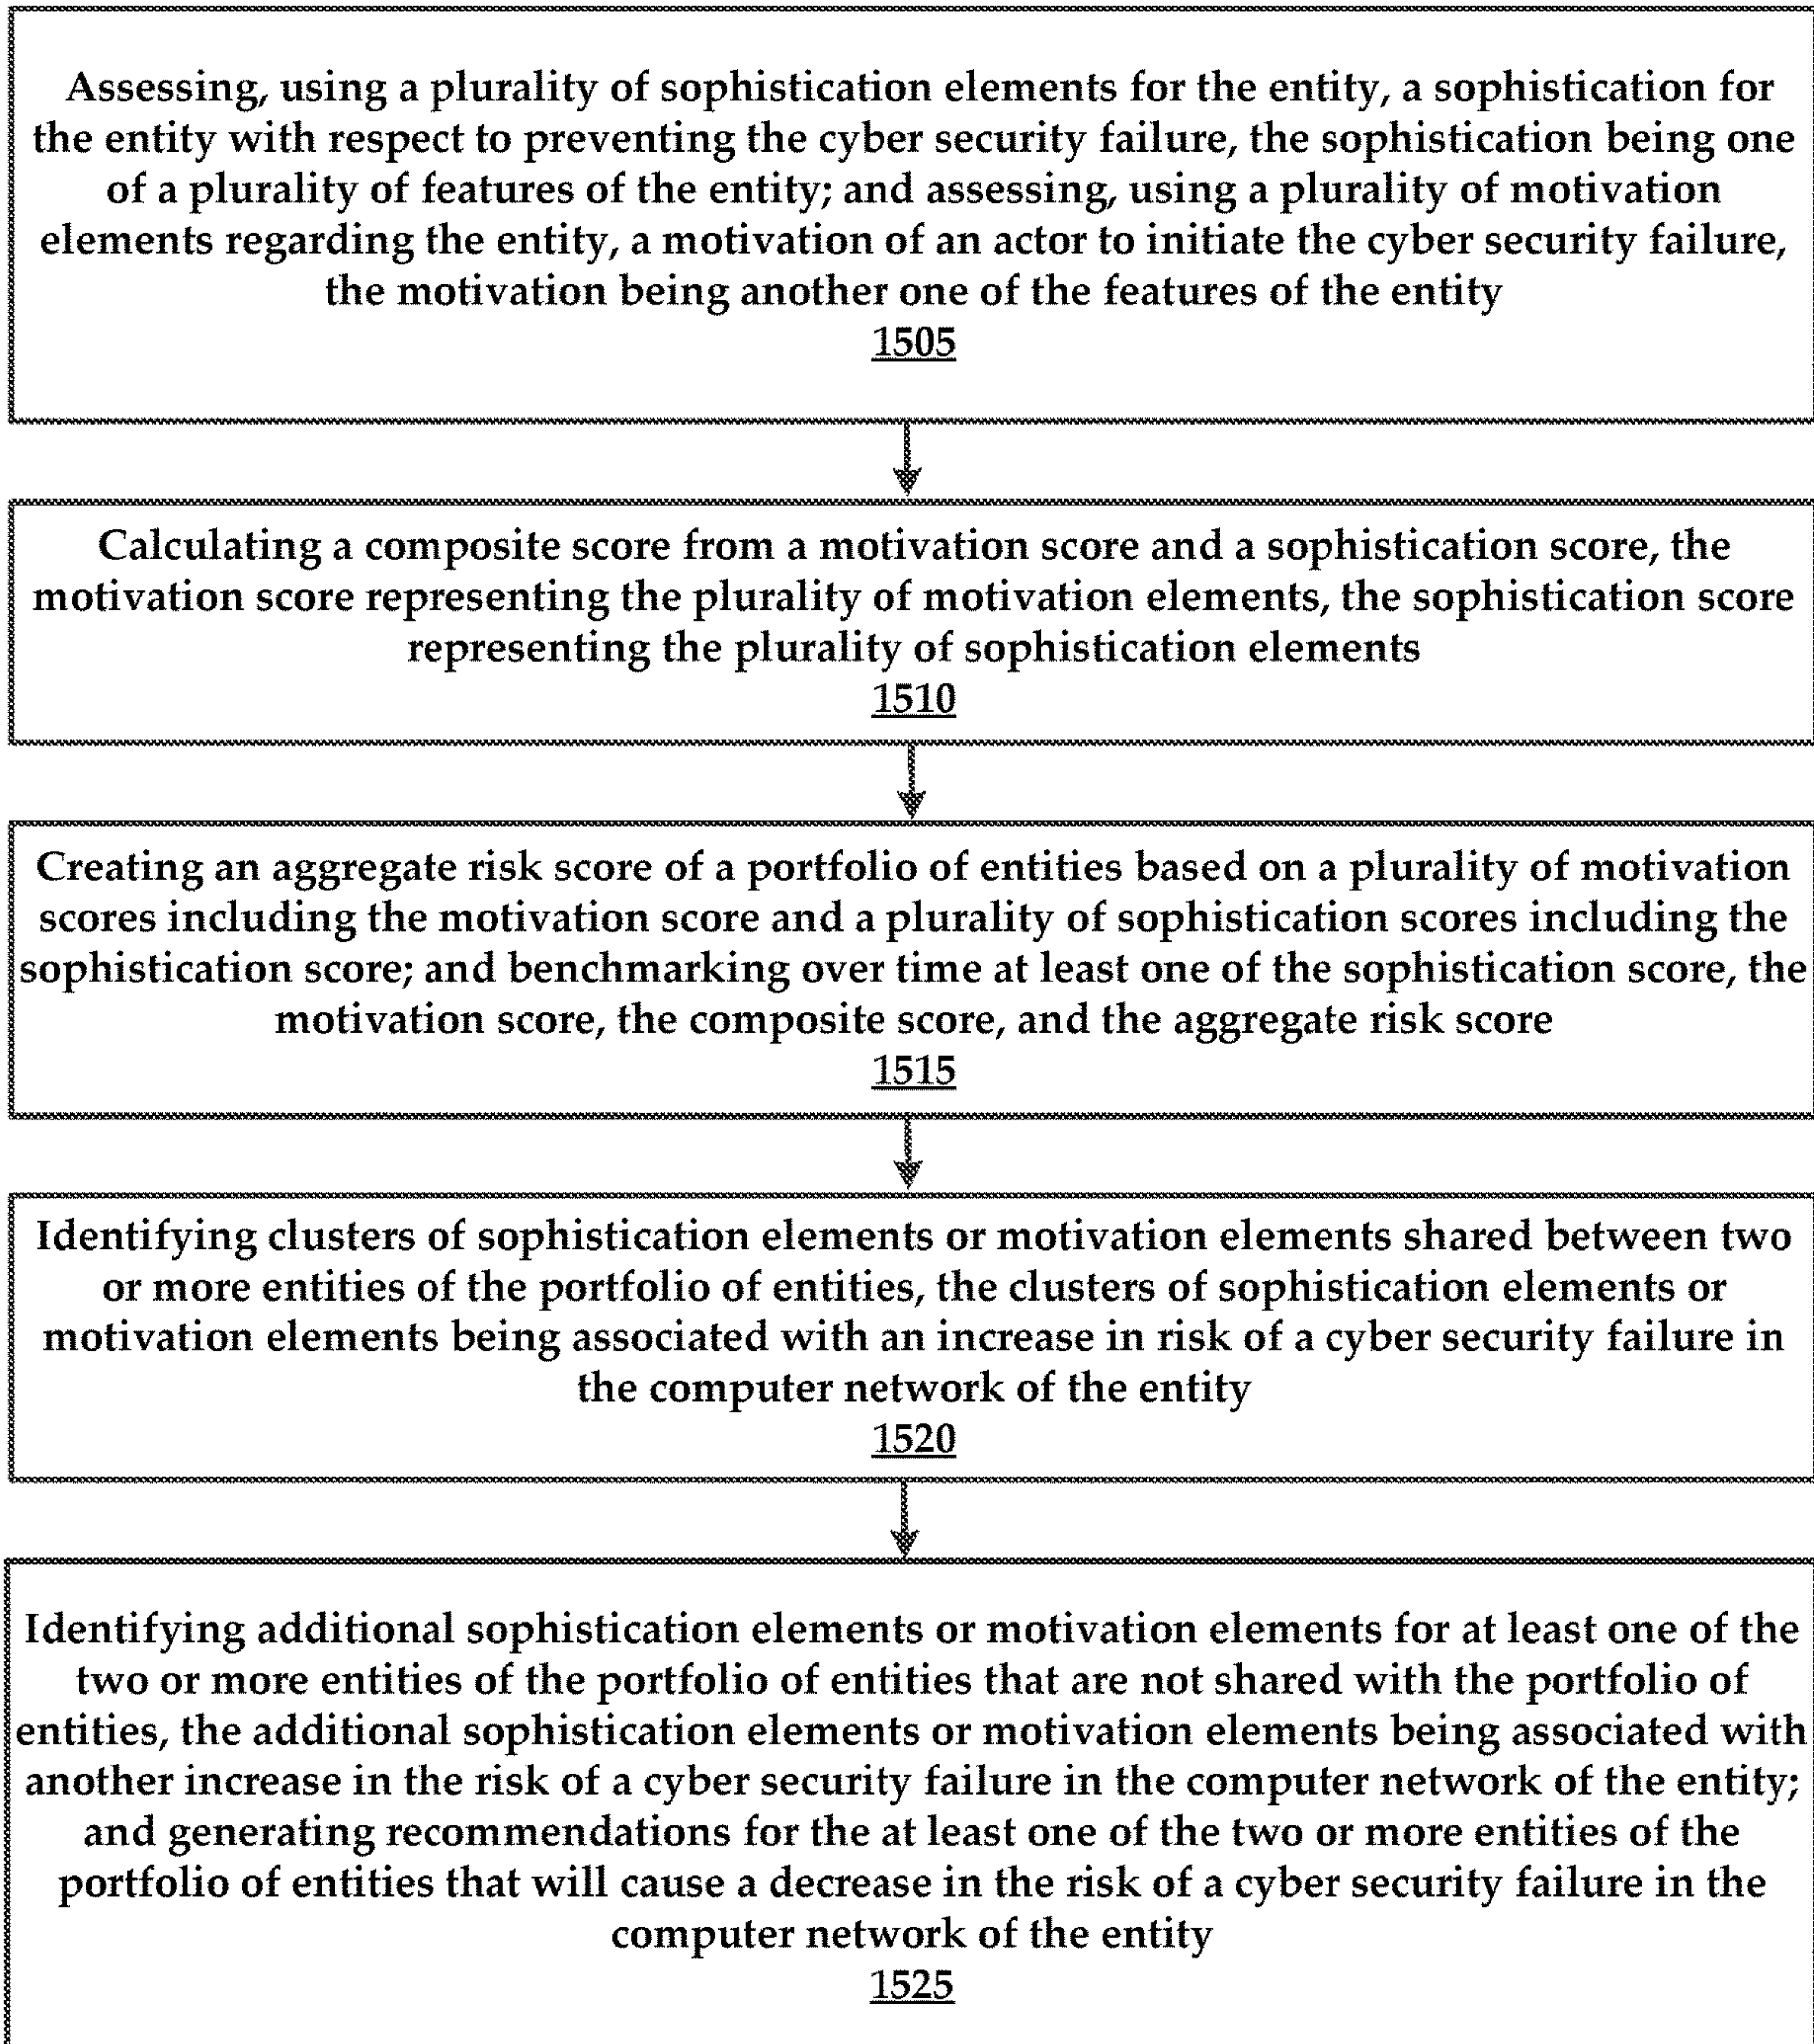 Assessing, using a plurality of sophistication elements for the entity, a sophistication for
the entity with respect to preventing the cyber security failure, the sophistication being one
of a plurality of features of the entity; and assessing, using a plurality of motivation
elements regarding the entity, a motivation of an actor to initiate the cyber security failure,
the motivation being another one of the features of the entity
1505
Calculating a composite score from a motivation score and a sophistication score, the
motivation score representing the plurality of motivation elements, the sophistication score
representing the plurality of sophistication elements
1510
Creating an aggregate risk score of a portfolio of entities based on a plurality of motivation
scores including the motivation score and a plurality of sophistication scores including the
sophistication score; and benchmarking over time at least one of the sophistication score, the
motivation score, the composite score, and the aggregate risk score
1515
Identifying clusters of sophistication elements or motivation elements shared between two
or more entities of the portfolio of entities, the clusters of sophistication elements or
motivation elements being associated with an increase in risk of a cyber security failure in
the computer network of the entity
1520
Identifying additional sophistication elements or motivation elements for at least one of the
two or more entities of the portfolio of entities that are not shared with the portfolio of
entities, the additional sophistication elements or motivation elements being associated with
another increase in the risk of a cyber security failure in the computer network of the entity;
and generating recommendations for the at least one of the two or more entities of the
portfolio of entities that will cause a decrease in the risk of a cyber security failure in the
computer network of the entity
1525